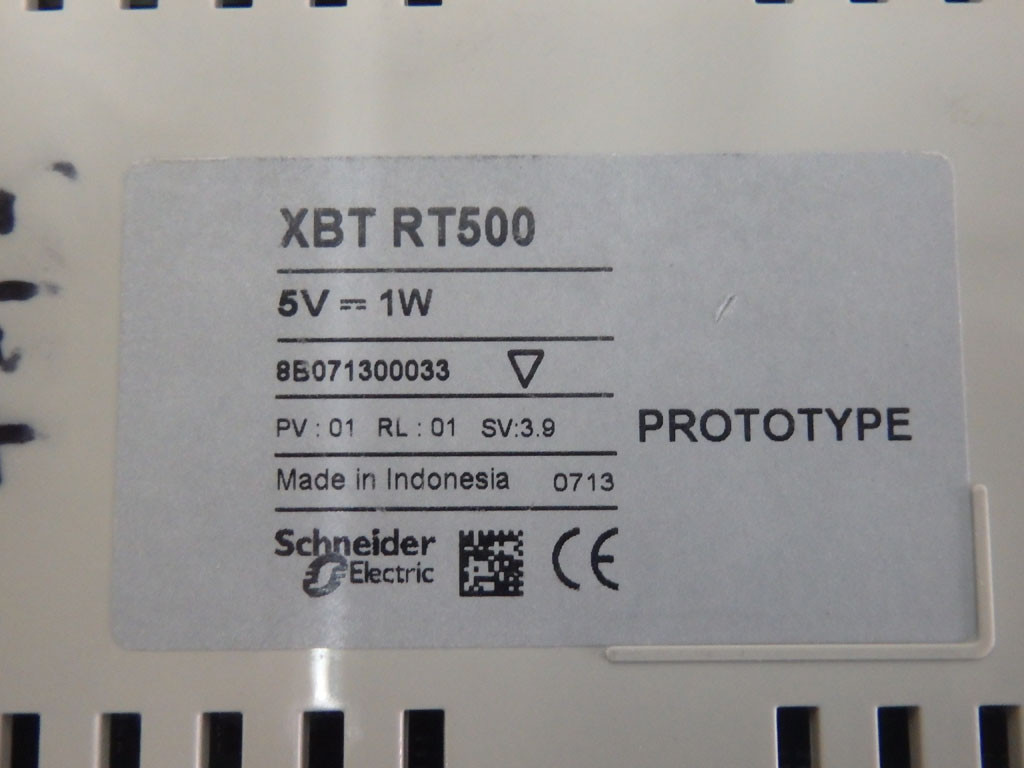 XBT RT500
5V ⎓ 1W
8B071300033
PV : 01 RL : 01 SV:3.9
PROTOTYPE
Made in Indonesia 0713
Schneider
Electric
CE